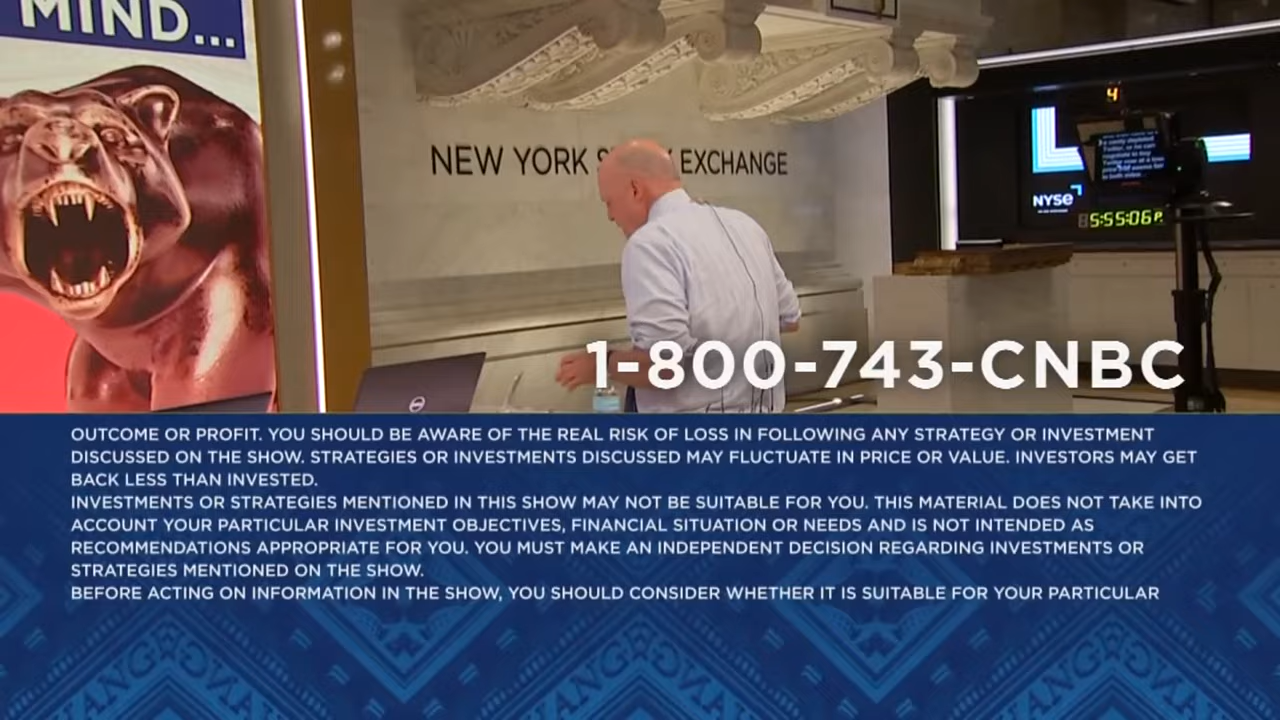 MIND...
NEW YORK
EXCHANGE
4
NYSE
5:55:06P
DELL
1-800-743-CNBC
OUTCOME OR PROFIT. YOU SHOULD BE AWARE OF THE REAL RISK OF LOSS IN FOLLOWING ANY STRATEGY OR INVESTMENT
DISCUSSED ON THE SHOW. STRATEGIES OR INVESTMENTS DISCUSSED MAY FLUCTUATE IN PRICE OR VALUE. INVESTORS MAY GET
BACK LESS THAN INVESTED.
INVESTMENTS OR STRATEGIES MENTIONED IN THIS SHOW MAY NOT BE SUITABLE FOR YOU. THIS MATERIAL DOES NOT TAKE INTO
ACCOUNT YOUR PARTICULAR INVESTMENT OBJECTIVES, FINANCIAL SITUATION OR NEEDS AND IS NOT INTENDED AS
RECOMMENDATIONS APPROPRIATE FOR YOU. YOU MUST MAKE AN INDEPENDENT DECISION REGARDING INVESTMENTS OR
STRATEGIES MENTIONED ON THE SHOW.
BEFORE ACTING ON INFORMATION IN THE SHOW, YOU SHOULD CONSIDER WHETHER IT IS SUITABLE FOR YOUR PARTICULAR